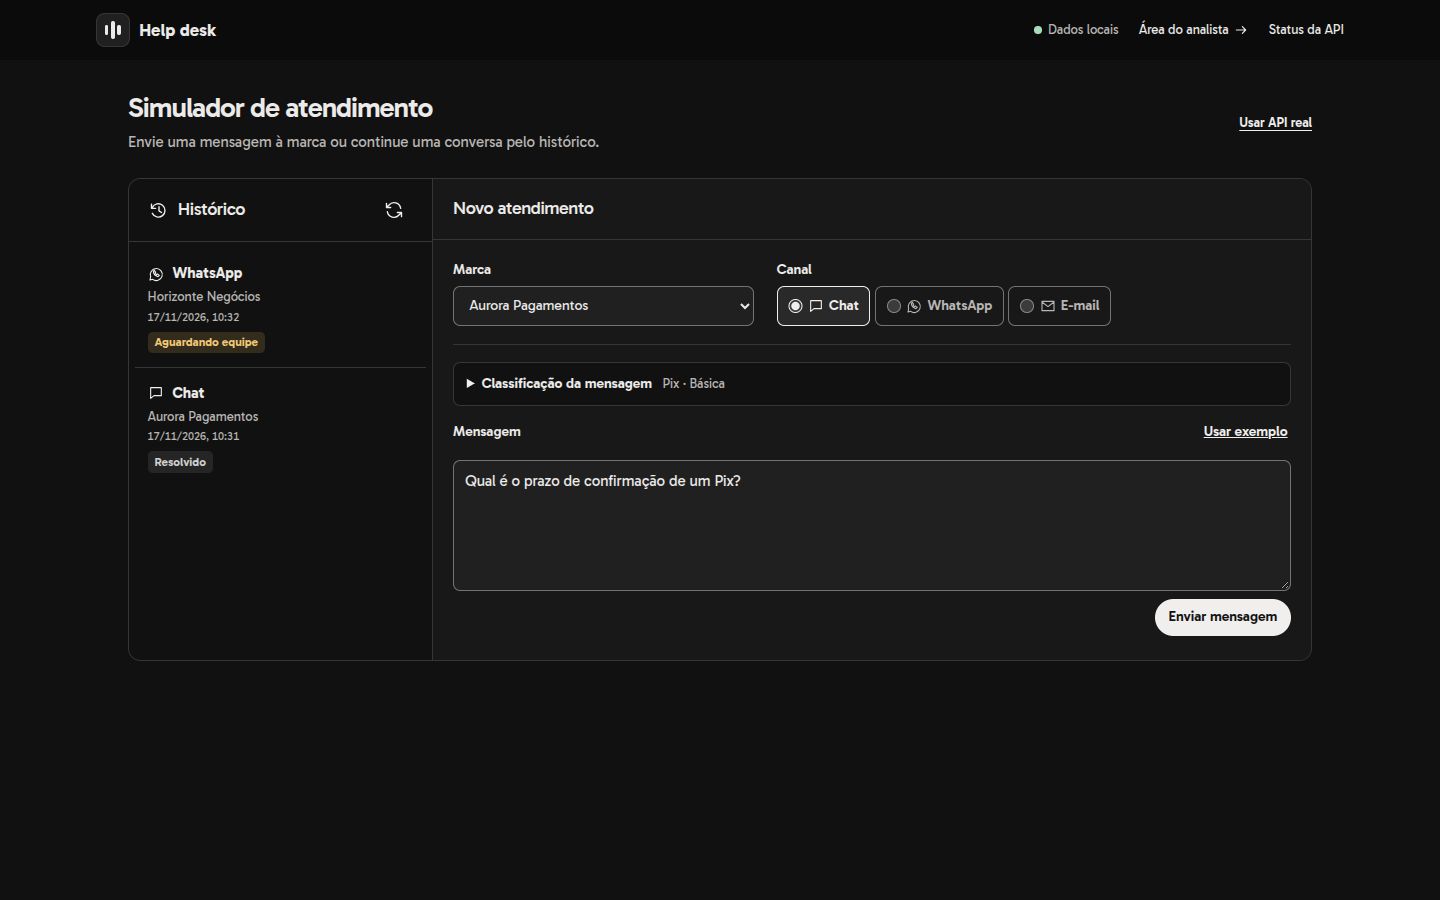 Help desk
Dados locais
Área do analista →
Status da API
Simulador de atendimento
Envie uma mensagem à marca ou continue uma conversa pelo histórico.
Usar API real
Histórico
WhatsApp
Horizonte Negócios
17/11/2026, 10:32
Aguardando equipe
Chat
Aurora Pagamentos
17/11/2026, 10:31
Resolvido
Novo atendimento
Marca
Aurora Pagamentos
Canal
Chat
WhatsApp
E-mail
Classificação da mensagem Pix · Básica
Mensagem
Usar exemplo
Qual é o prazo de confirmação de um Pix?
Enviar mensagem